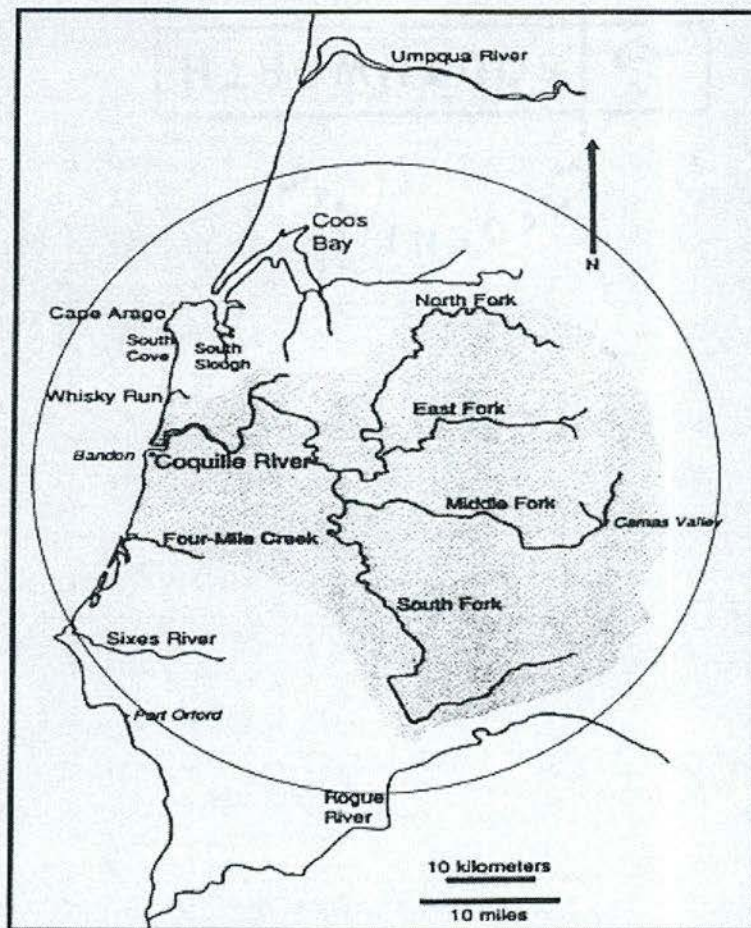 Umpqua River
N
Coos
Bay
North Fork
Cape Arago
South
Cove
South
Slough
Whisky Run
East Fork
Bandon
Coquille River
Middle Fork
Camas Valley
Four-Mile Creek
South Fork
Sixes River
Port Orford
Rogue
River
10 kilometers
10 miles